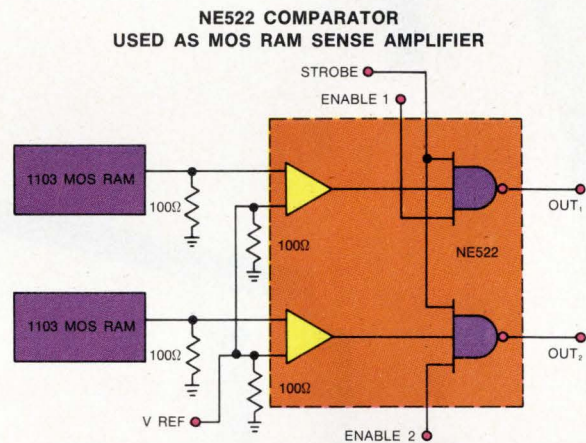 NE522 COMPARATOR
USED AS MOS RAM SENSE AMPLIFIER
STROBE
ENABLE 1
1103 MOS RAM
100Ω
100Ω
OUT₁
NE522
1103 MOS RAM
100Ω
100Ω
OUT₂
V REF
ENABLE 2